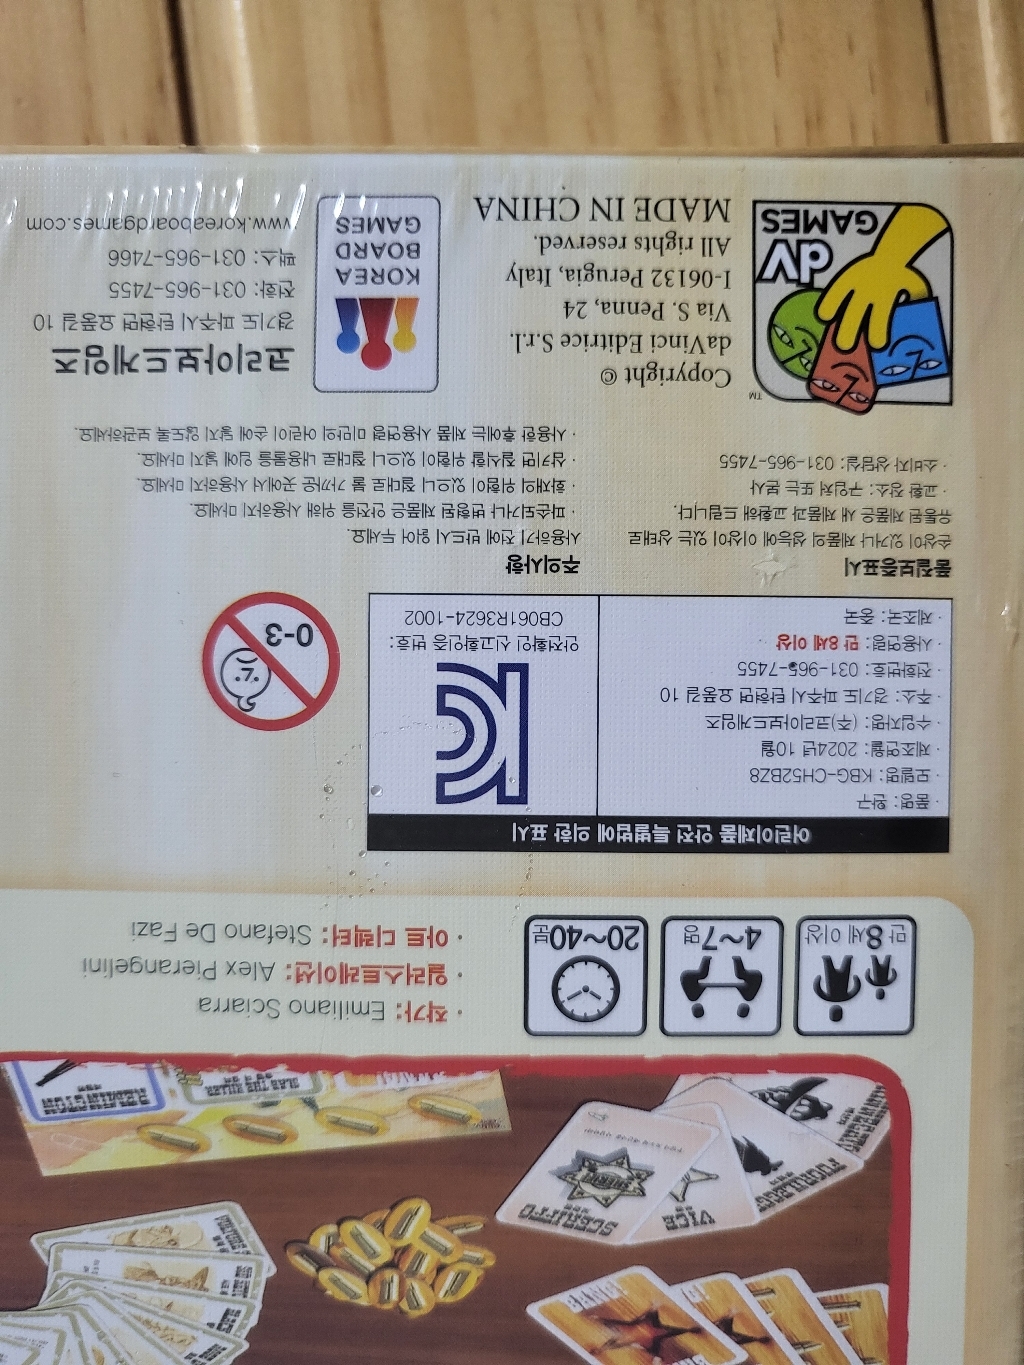 SCERIFFO
VICE
FUORILEGGE
만 8세 이상
4~7명
20~40분
· 작가: Emiliano Sciarra
· 일러스트레이션: Alex Pierangelini
· 아트 디렉터: Stefano De Fazi
어린이제품 안전 특별법에 의한 표시
· 품명: 완구
· 모델명: KBG-CH52BZ8
· 제조연월: 2024년 10월
· 수입자명: (주)코리아보드게임즈
· 주소: 경기도 파주시 탄현면 요풍길 10
· 전화번호: 031-965-7455
· 사용연령: 만 8세 이상
· 제조국: 중국
안전확인 신고확인증 번호:
CB061R3624-1002
0-3
품질보증표시
손상이 있거나 제품의 성능에 이상이 있는 상태로
유통된 제품은 새 제품과 교환해 드립니다.
· 교환 장소: 구입처 또는 본사
· 소비자 상담실: 031-965-7455
주의사항
사용하기 전에 반드시 읽어 두세요.
· 파손되거나 변형된 제품은 안전을 위해 사용하지 마세요.
· 화재의 위험이 있으니 절대로 불 가까운 곳에서 사용하지 마세요.
· 삼키면 질식할 위험이 있으니 절대로 내용물을 입에 넣지 마세요.
· 사용한 후에는 제품 사용연령 미만의 어린이 손에 닿지 않도록 보관하세요.
TM
dV
GAMES
Copyright ©
daVinci Editrice S.r.l.
Via S. Penna, 24
I-06132 Perugia, Italy
All rights reserved.
MADE IN CHINA
KOREA
BOARD
GAMES
코리아보드게임즈
경기도 파주시 탄현면 요풍길 10
전화: 031-965-7455
팩스: 031-965-7466
www.koreaboardgames.com